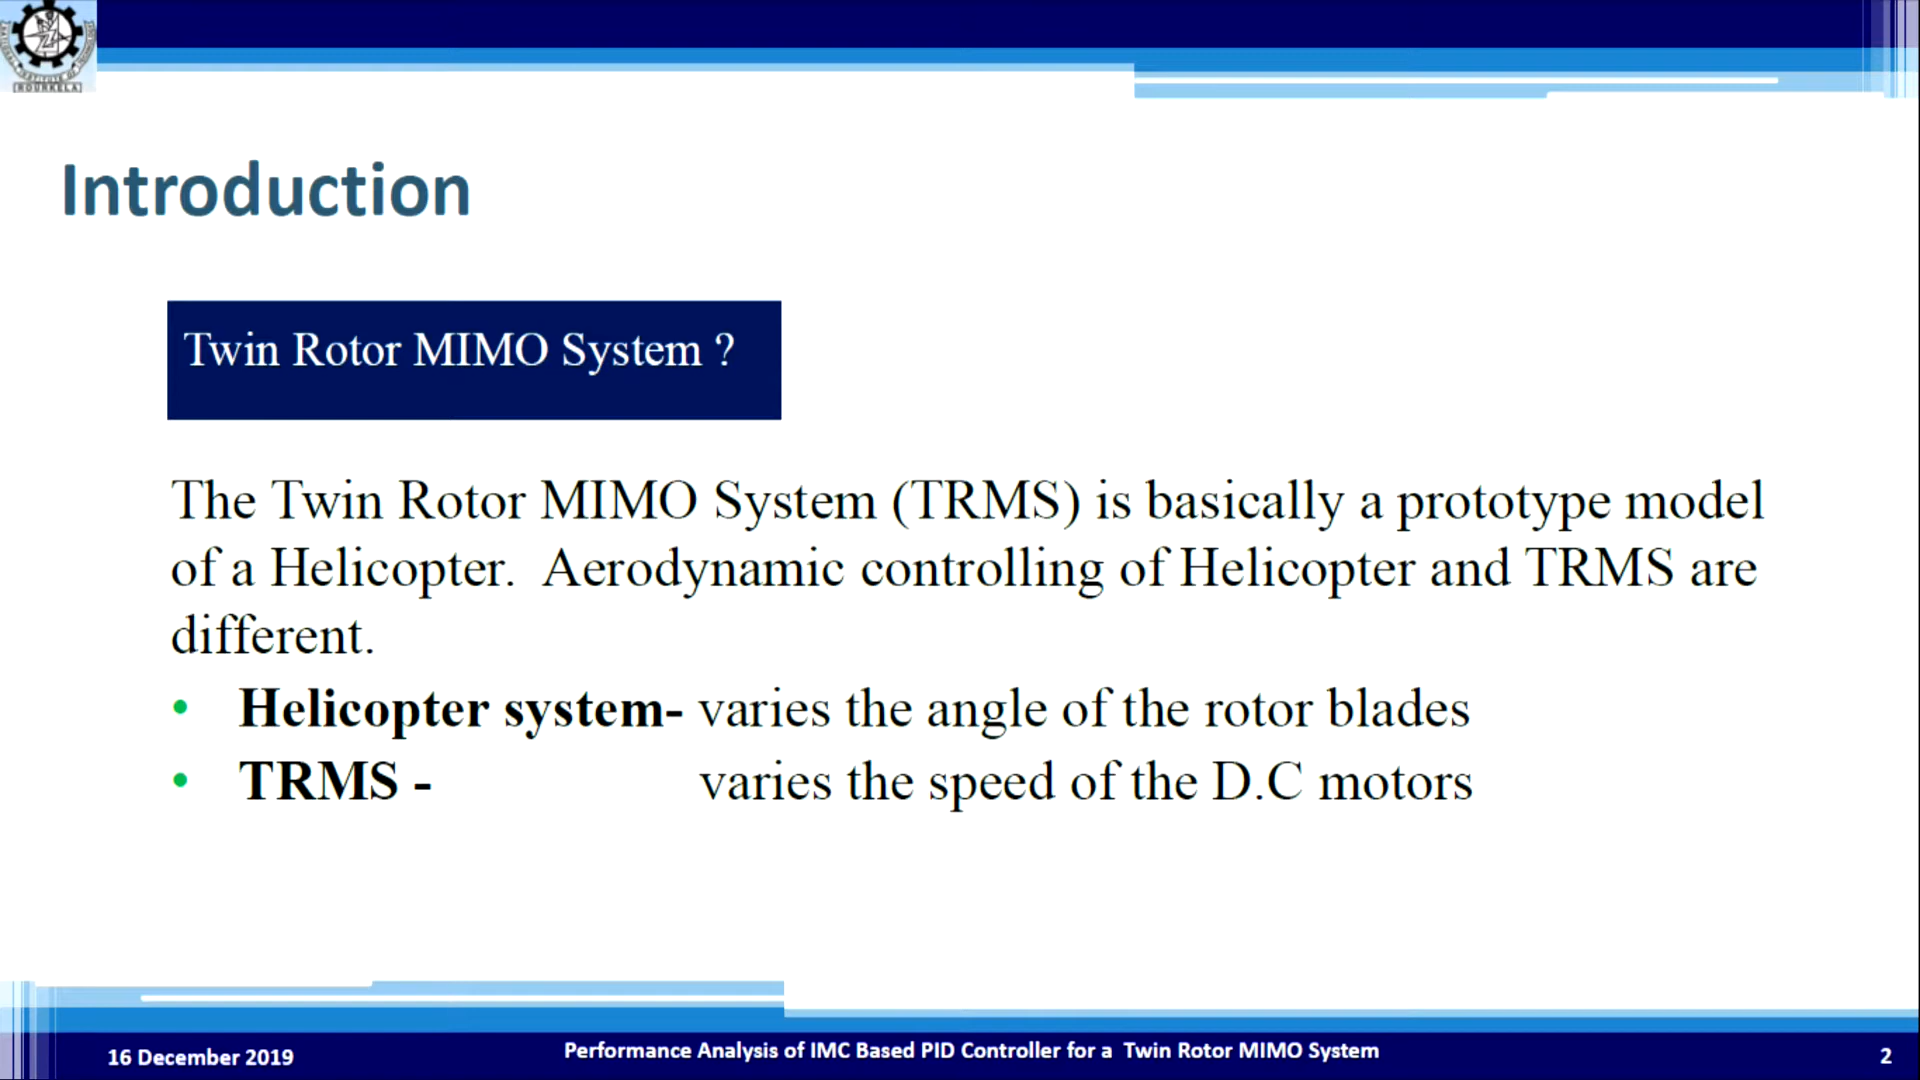 ROURKELA
Introduction
Twin Rotor MIMO System ?
The Twin Rotor MIMO System (TRMS) is basically a prototype model
of a Helicopter. Aerodynamic controlling of Helicopter and TRMS are
different.
• Helicopter system- varies the angle of the rotor blades
• TRMS - varies the speed of the D.C motors
16 December 2019
Performance Analysis of IMC Based PID Controller for a Twin Rotor MIMO System
2